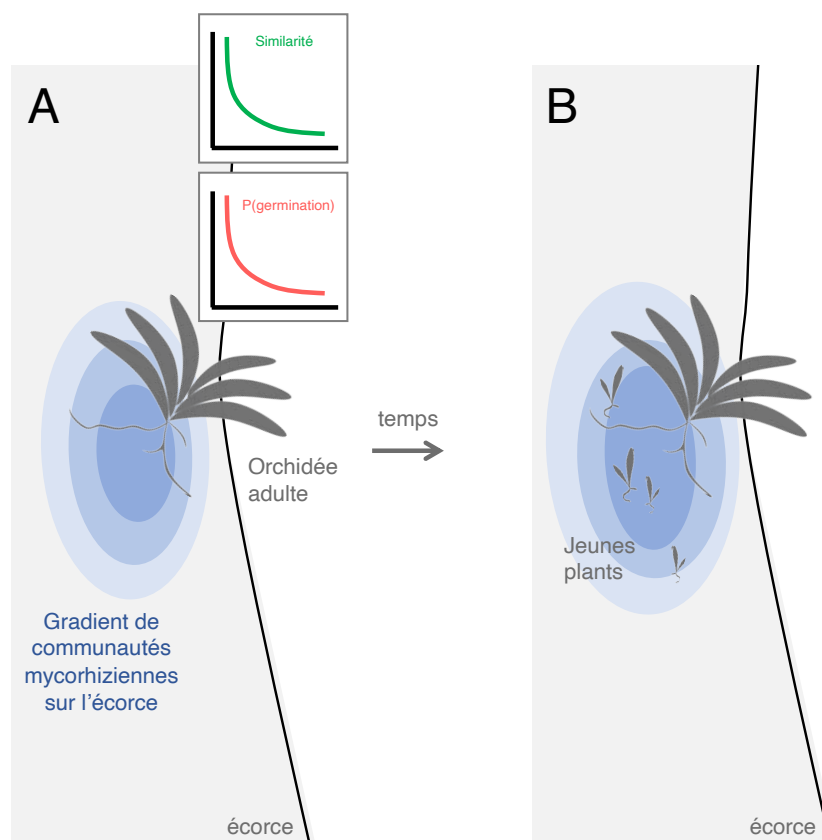 A
Similarité
P(germination)
Orchidée
adulte
Gradient de
communautés
mycorhiziennes
sur l'écorce
écorce
temps
B
Jeunes
plants
écorce